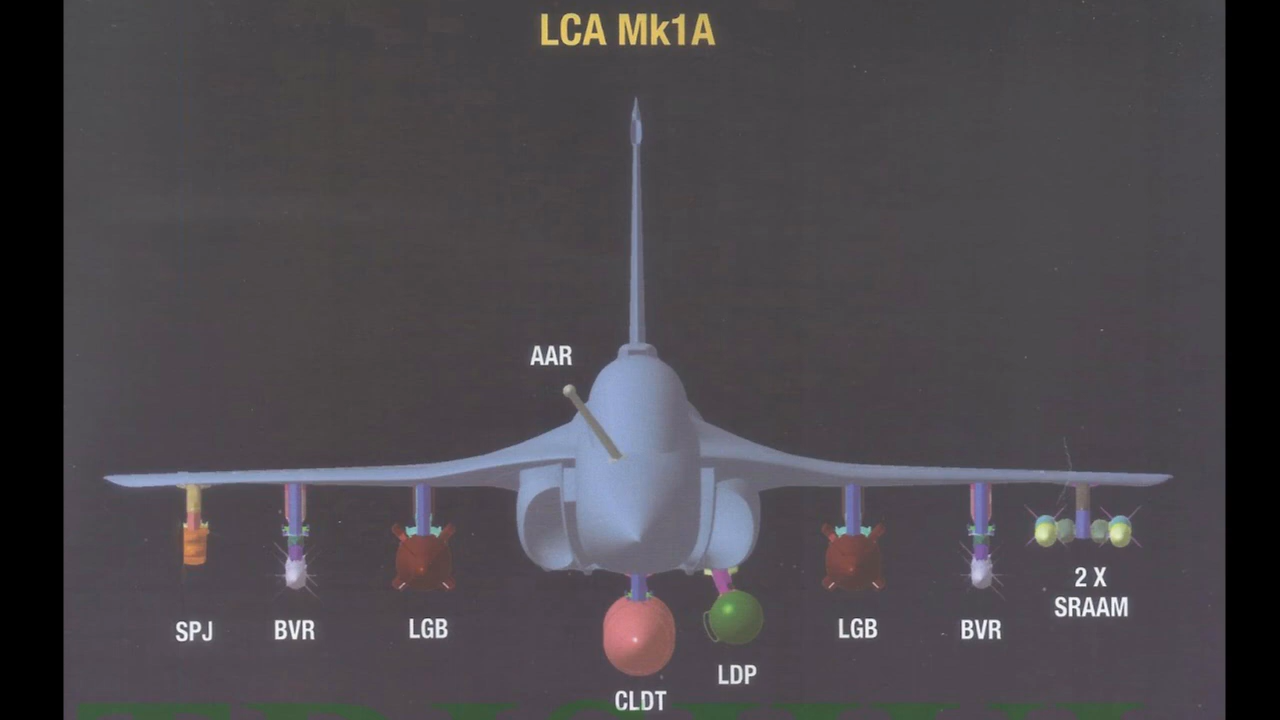 LCA Mk1A
AAR
SPJ
BVR
LGB
CLDT
LDP
LGB
BVR
2 X
SRAAM